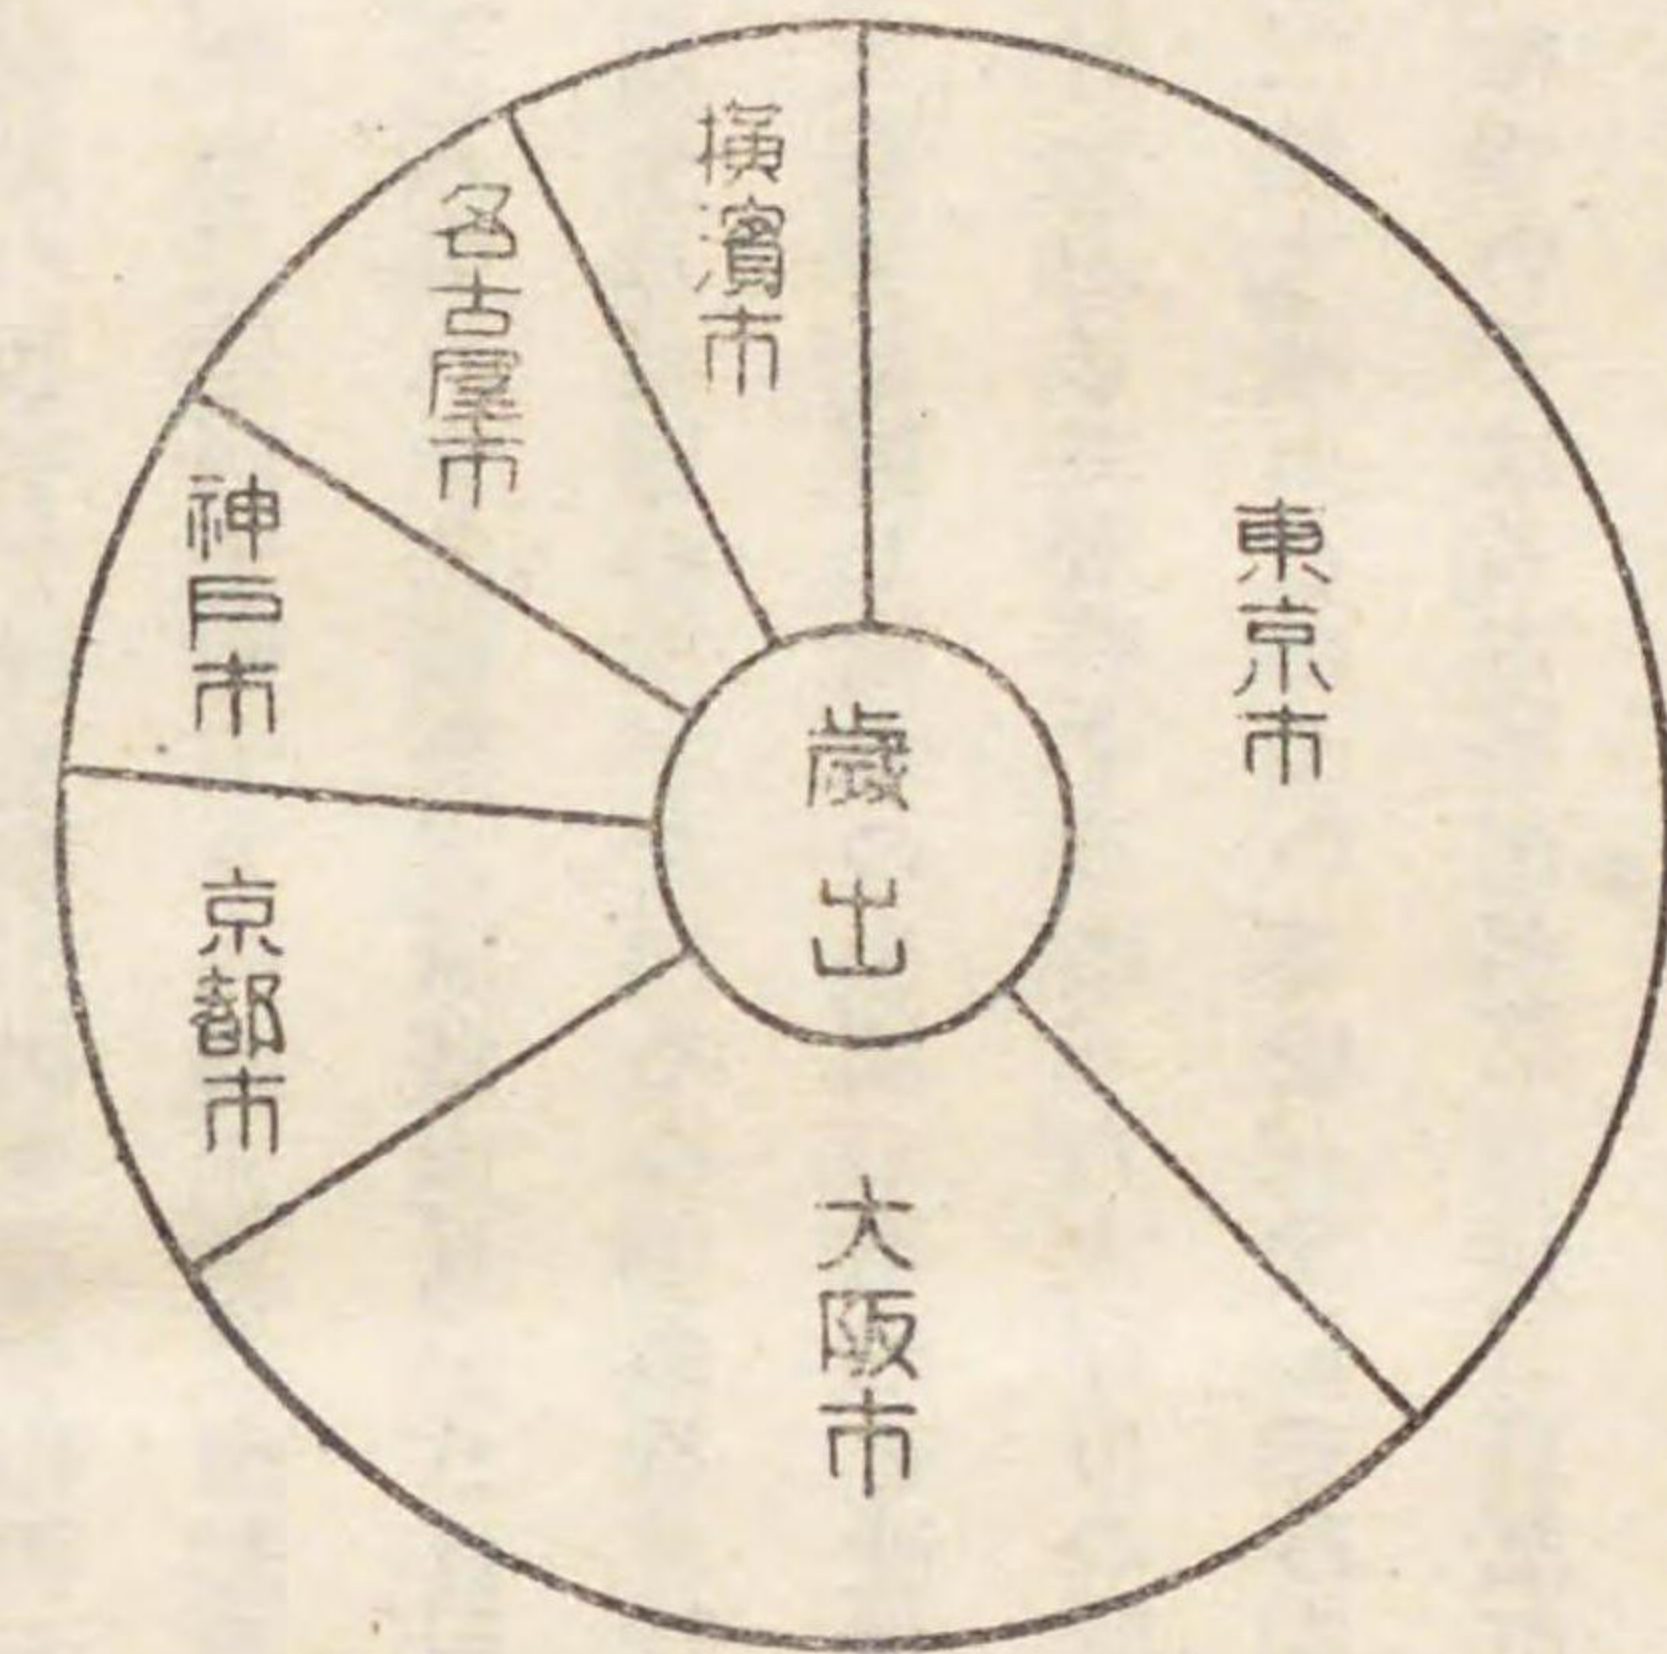 歳出
東京市
大阪市
京都市
神戸市
名古屋市
横濱市